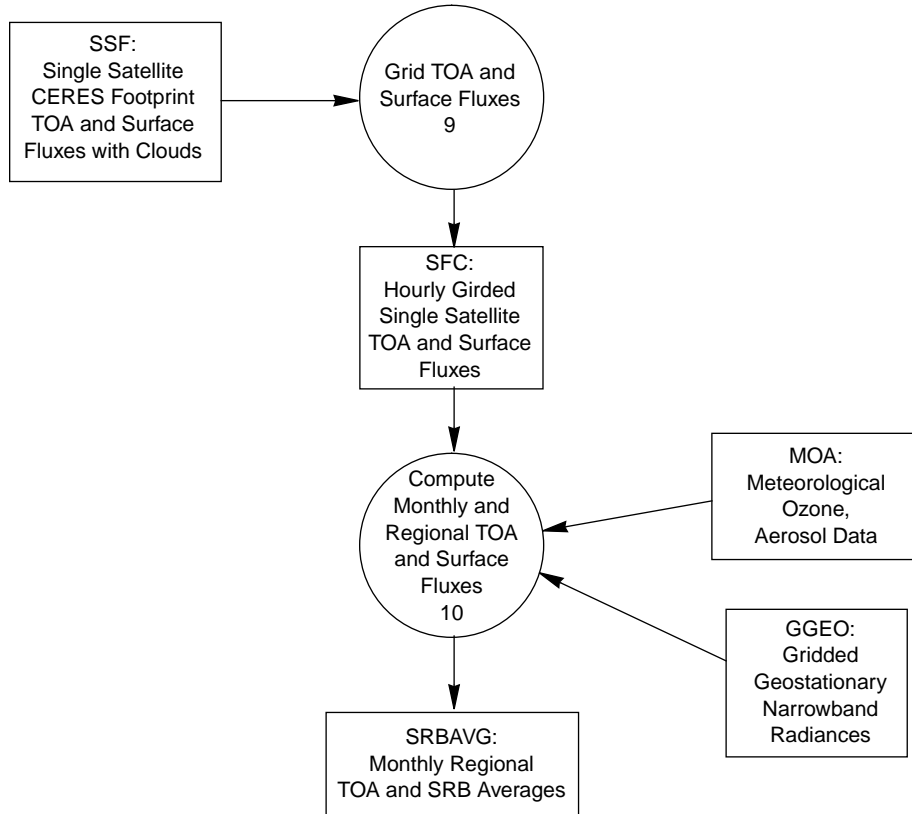 SSF:
Single Satellite
CERES Footprint
TOA and Surface
Fluxes with Clouds
Grid TOA and
Surface Fluxes
9
SFC:
Hourly Girded
Single Satellite
TOA and Surface
Fluxes
Compute
Monthly and
Regional TOA
and Surface
Fluxes
10
MOA:
Meteorological
Ozone,
Aerosol Data
GGEO:
Gridded
Geostationary
Narrowband
Radiances
SRBAVG:
Monthly Regional
TOA and SRB Averages